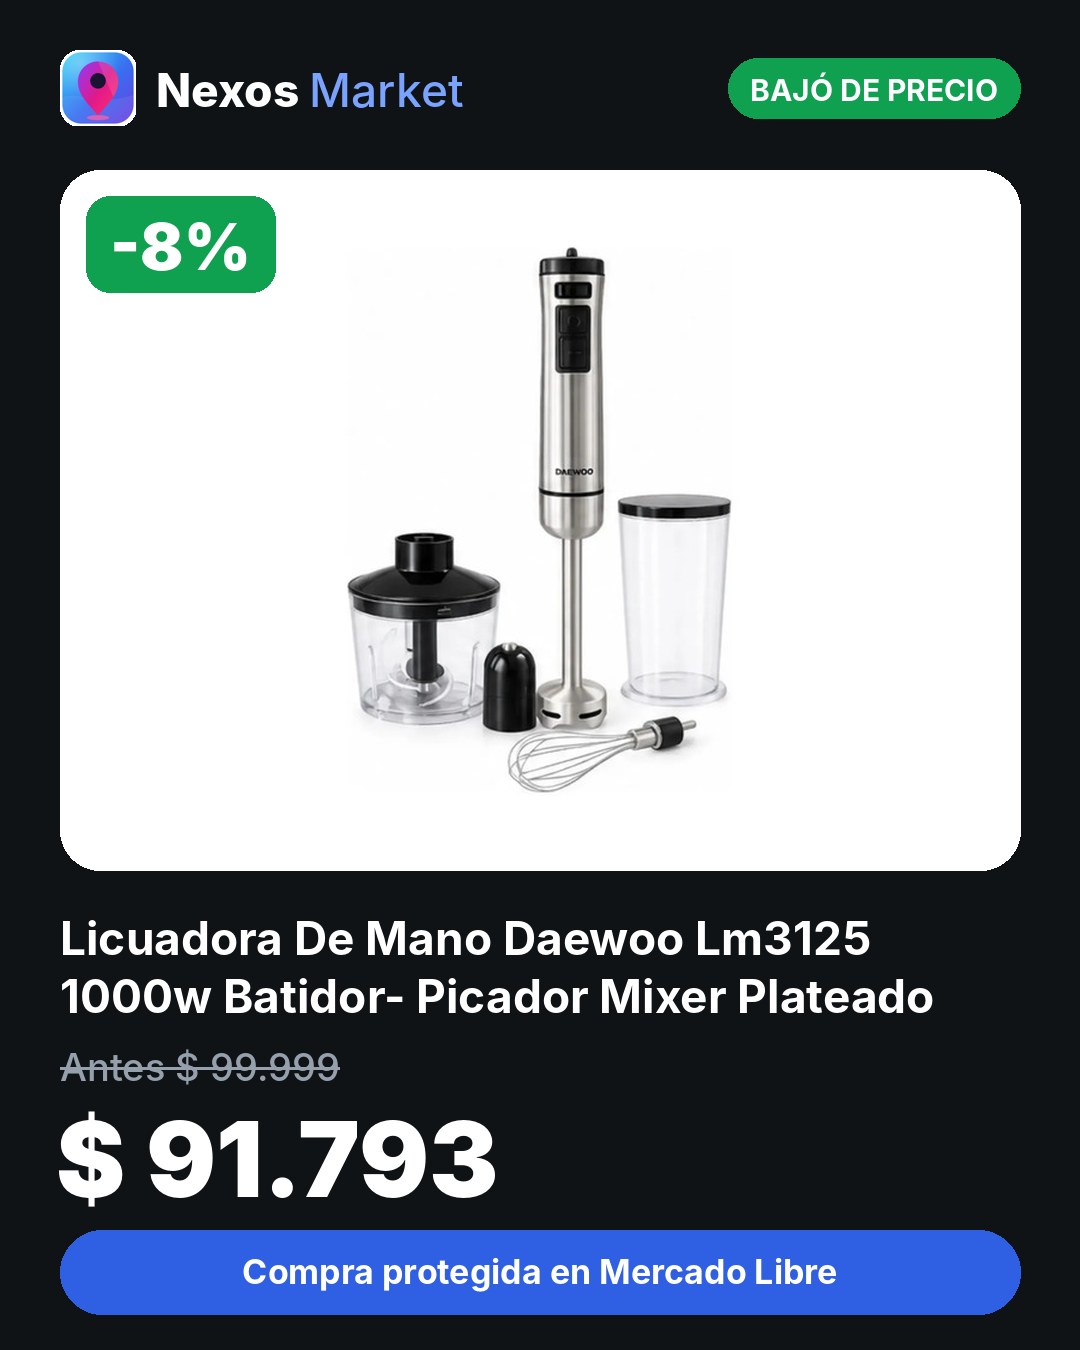 Nexos Market
BAJÓ DE PRECIO
-8%
DAEWOO
Licuadora De Mano Daewoo Lm3125
1000w Batidor- Picador Mixer Plateado
Antes $ 99.999
$ 91.793
Compra protegida en Mercado Libre